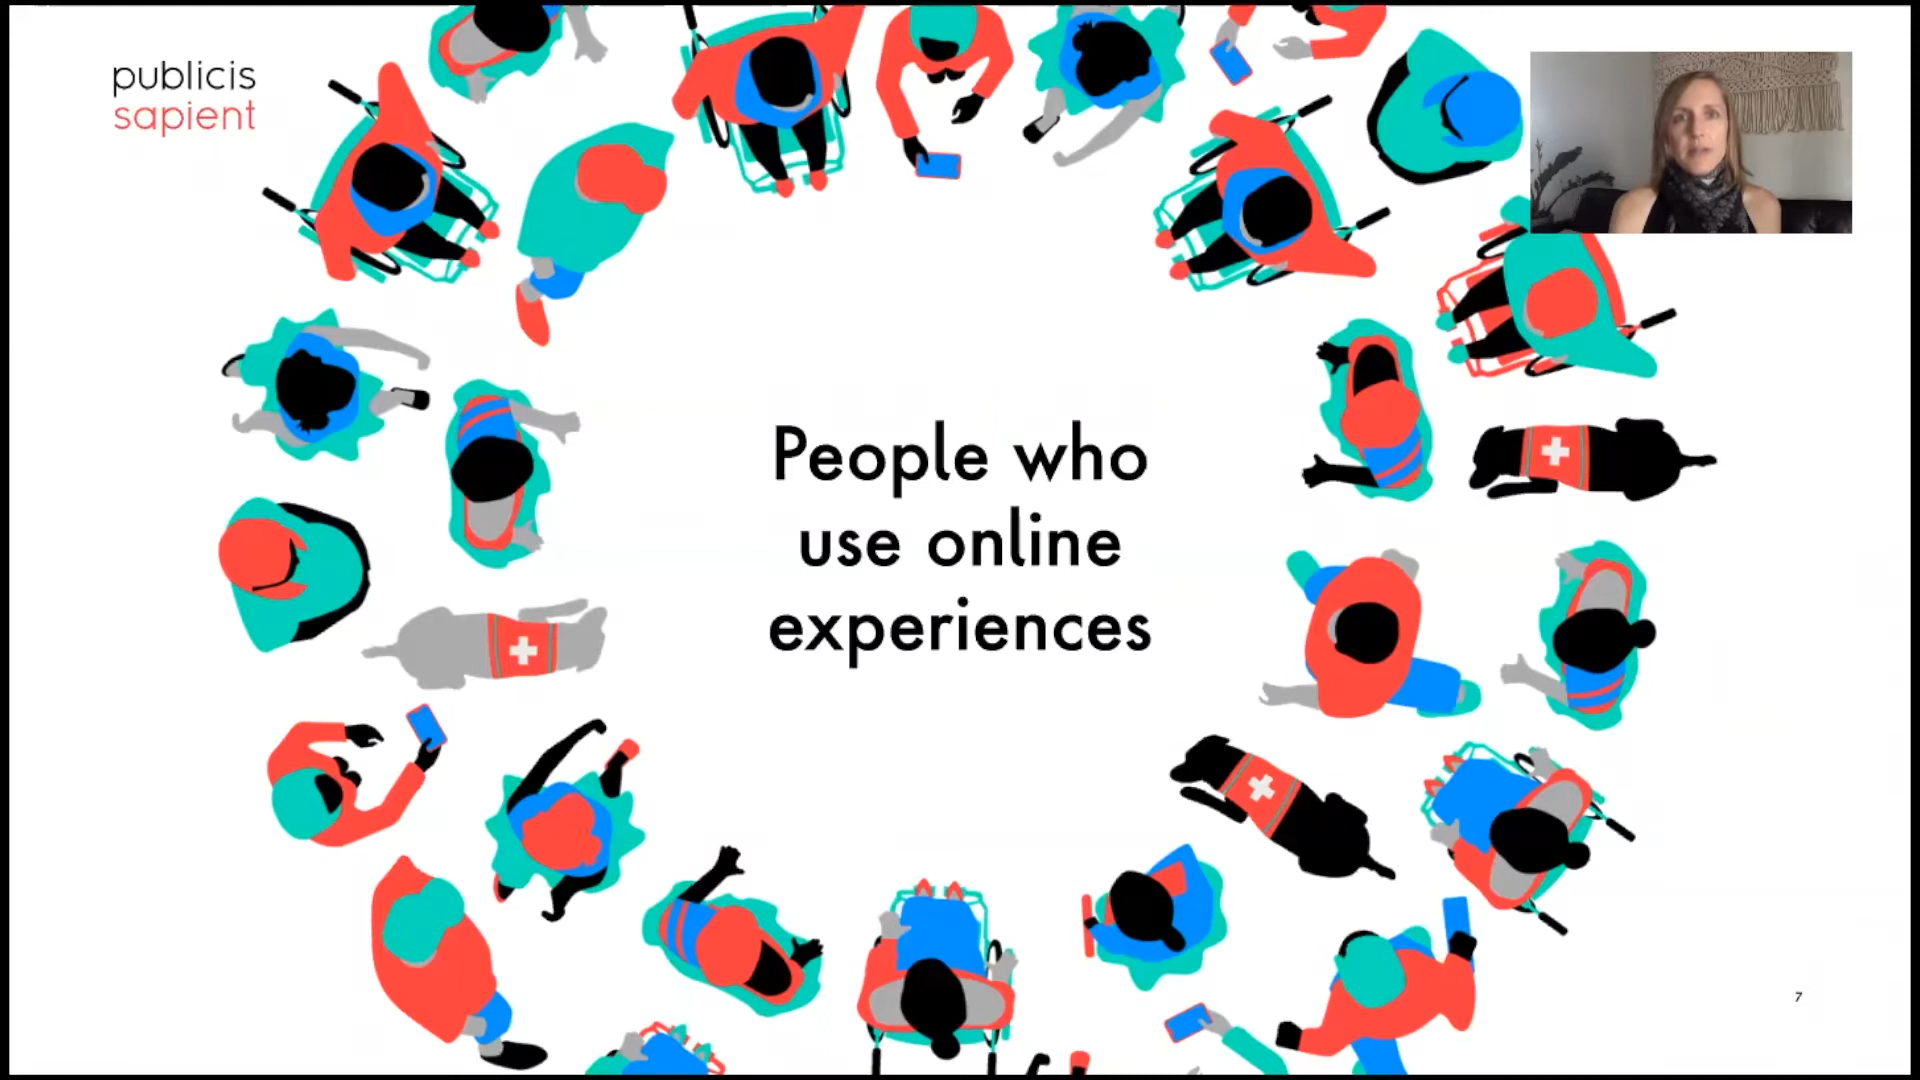 publicis
sapient
People who
use online
experiences
7